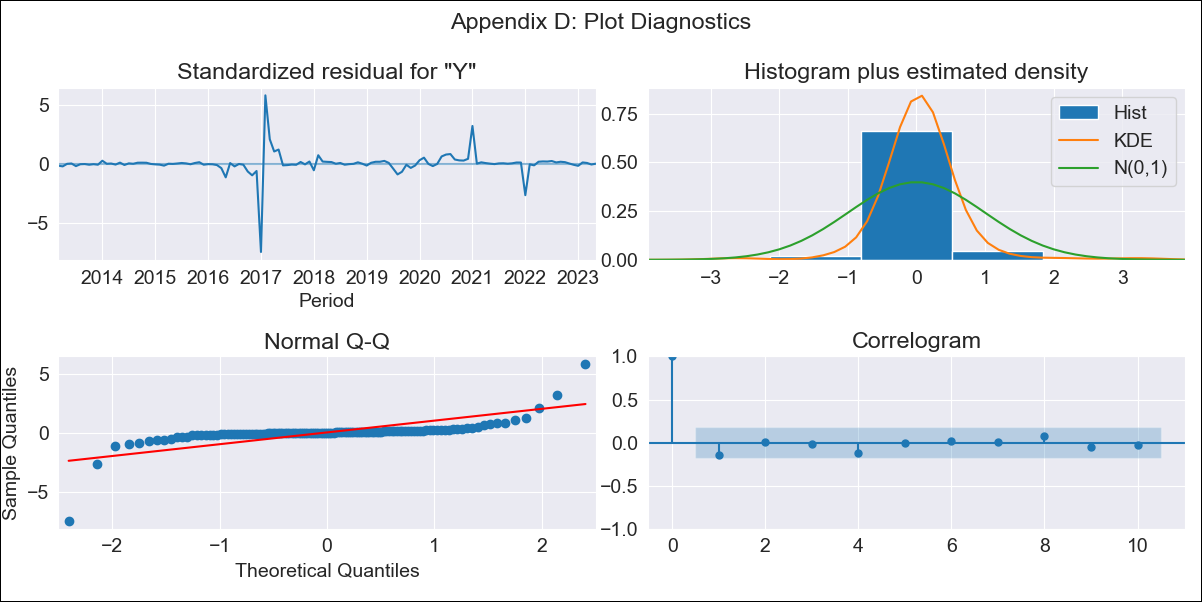 Appendix D: Plot Diagnostics
Standardized residual for "Y"
5
0
−5
2014 2015 2016 2017 2018 2019 2020 2021 2022 2023
Period
Histogram plus estimated density
0.75
0.50
0.25
0.00
−3 −2 −1 0 1 2 3
Hist
KDE
N(0,1)
Normal Q-Q
Sample Quantiles
5
0
−5
−2 −1 0 1 2
Theoretical Quantiles
Correlogram
1.0
0.5
0.0
−0.5
−1.0
0 2 4 6 8 10